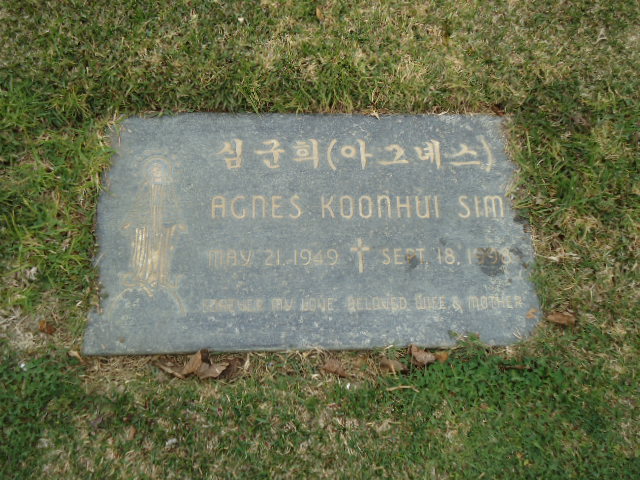 심군희(아그네스)
AGNES KOONHUI SIM
MAY 21, 1949 SEPT. 18, 1998
MY LOVE BELOVED WIFE & MOTHER